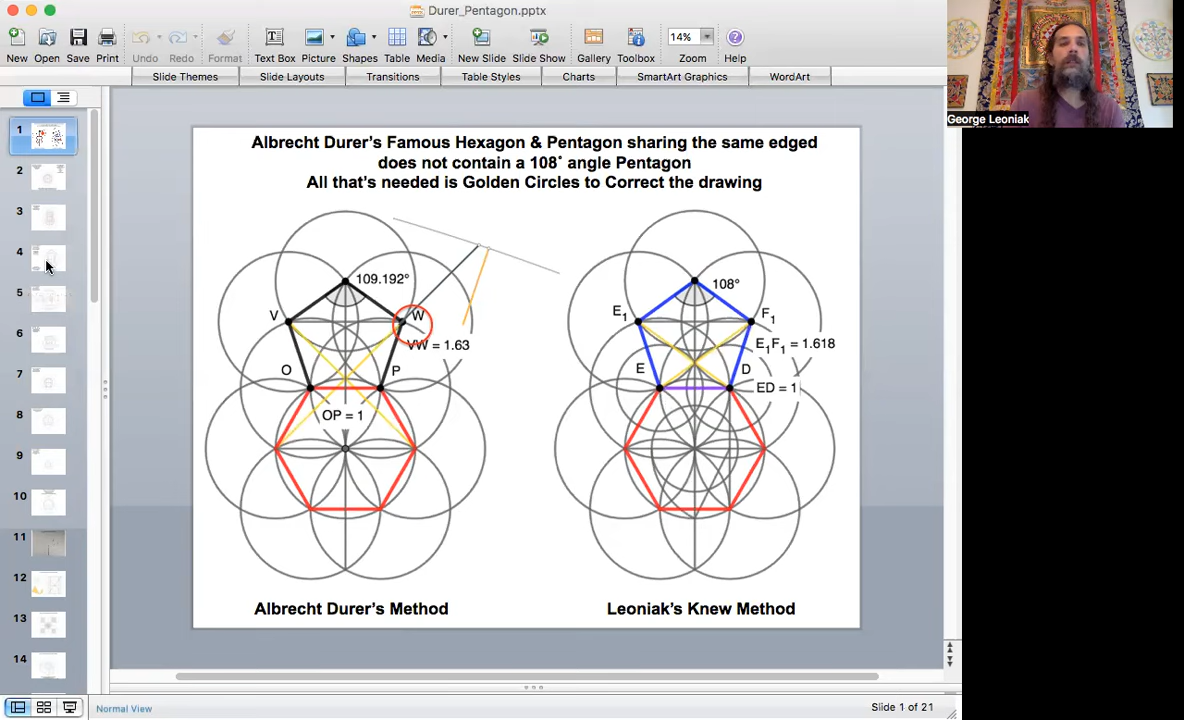 Durer_Pentagon.pptx
New Open Save Print Undo Redo Format Text Box Picture Shapes Table Media New Slide Slide Show Gallery Toolbox Zoom Help
14%
Slide Themes Slide Layouts Transitions Table Styles Charts SmartArt Graphics WordArt
George Leoniak
1
2
3
4
5
6
7
8
9
10
11
12
13
14
Albrecht Durer’s Famous Hexagon & Pentagon sharing the same edged
does not contain a 108˚ angle Pentagon
All that’s needed is Golden Circles to Correct the drawing
109.192°
V
W
VW = 1.63
O
P
OP = 1
108°
E1
F1
E1F1 = 1.618
E
D
ED = 1
Albrecht Durer’s Method
Leoniak’s Knew Method
Normal View
Slide 1 of 21